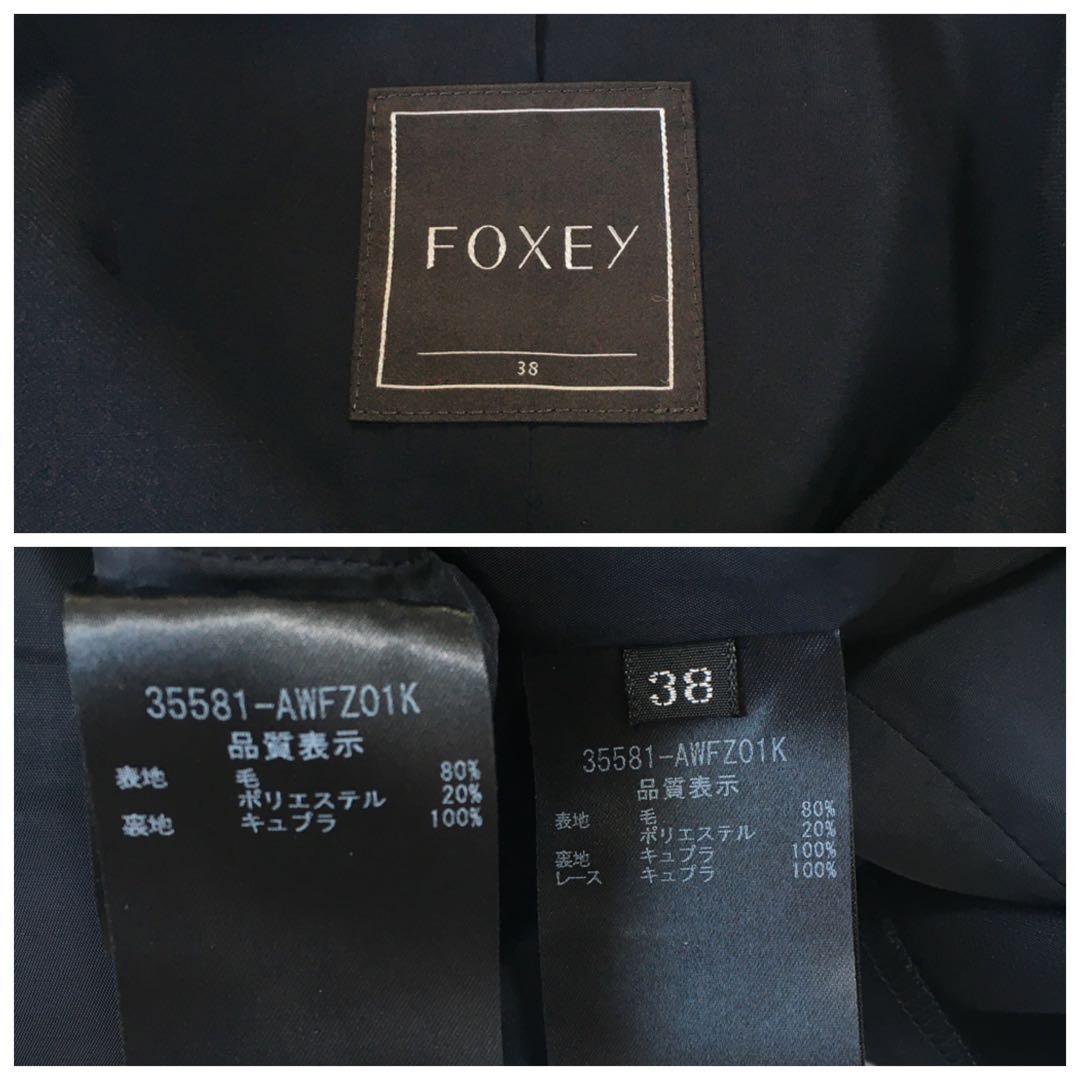 FOXEY
38
35581-AWFZ01K
品質表示
表地 毛 80%
ポリエステル 20%
裏地 キュプラ 100%
38
35581-AWFZ01K
品質表示
表地 毛 80%
ポリエステル 20%
裏地 キュプラ 100%
レース キュプラ 100%